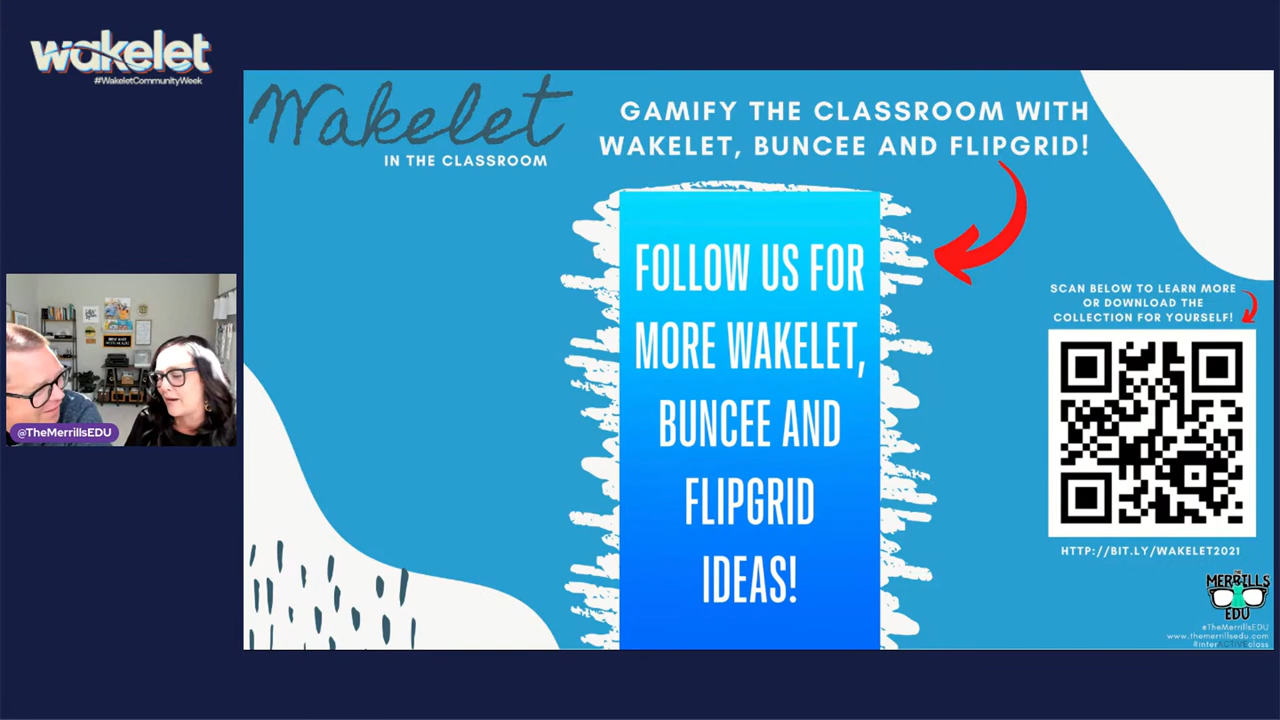 wakelet
#WakeletCommunityWeek
Wakelet
IN THE CLASSROOM
GAMIFY THE CLASSROOM WITH
WAKELET, BUNCEE AND FLIPGRID!
FOLLOW US FOR
MORE WAKELET,
BUNCEE AND
FLIPGRID
IDEAS!
SCAN BELOW TO LEARN MORE
OR DOWNLOAD THE
COLLECTION FOR YOURSELF!
HTTP://BIT.LY/WAKELET2021
THE
MERRILLS
EDU
@TheMerrillsEDU
www.themerrillsedu.com
#interACTIVEclass
@TheMerrillsEDU